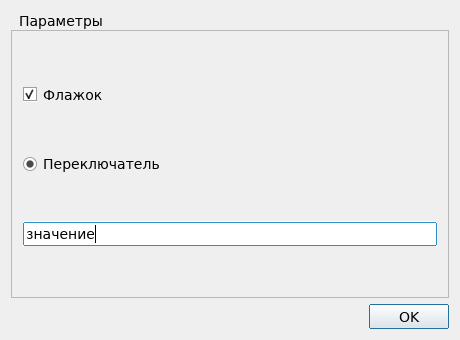 Параметры
Флажок
Переключатель
значение
OK